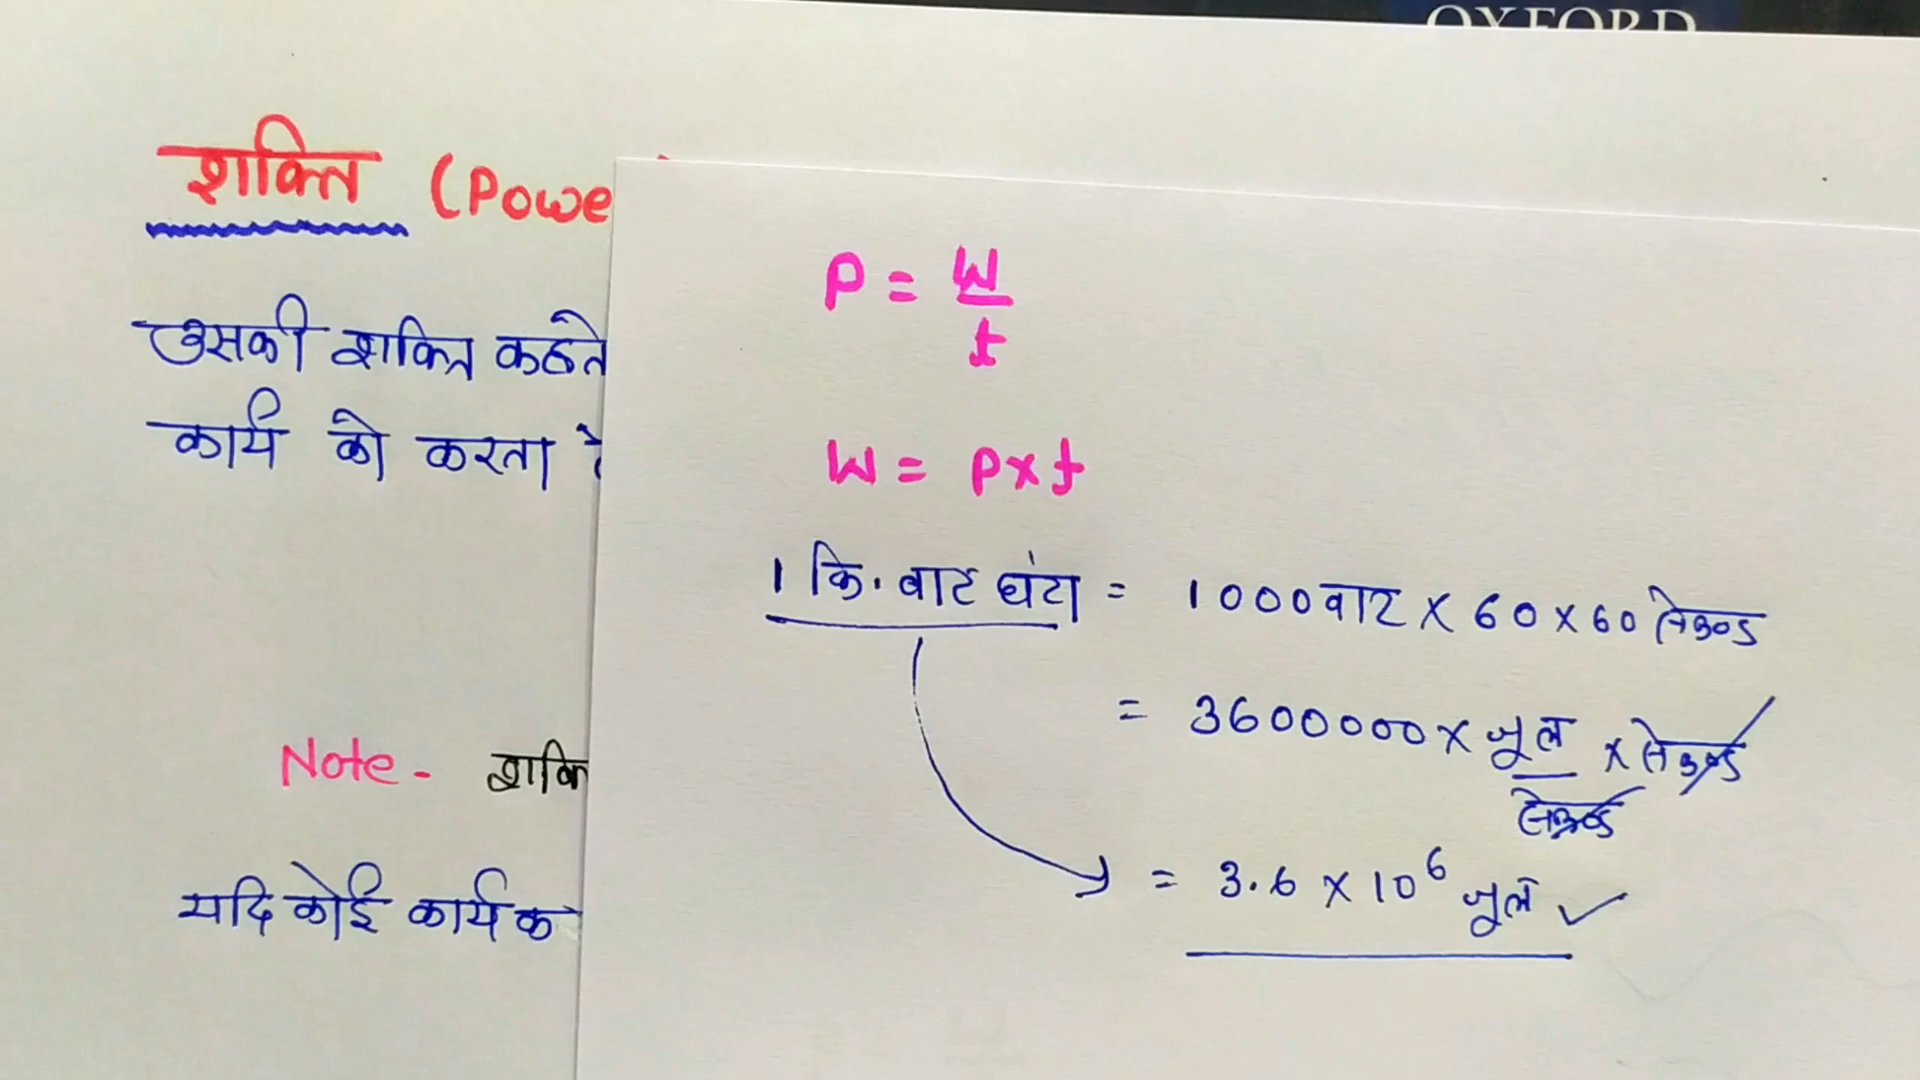 OXFORD
शक्ति (Powe
उसकी शक्ति कहते
कार्य को करता है
Note - शक्ति
यदि कोई कार्य क
P = W/t
W = P×t
1 कि. वाट घंटा = 1000 वाट × 60 × 60 सेकण्ड
= 3600000 × जूल/सेकण्ड × सेकण्ड
= 3.6 × 10⁶ जूल ✓